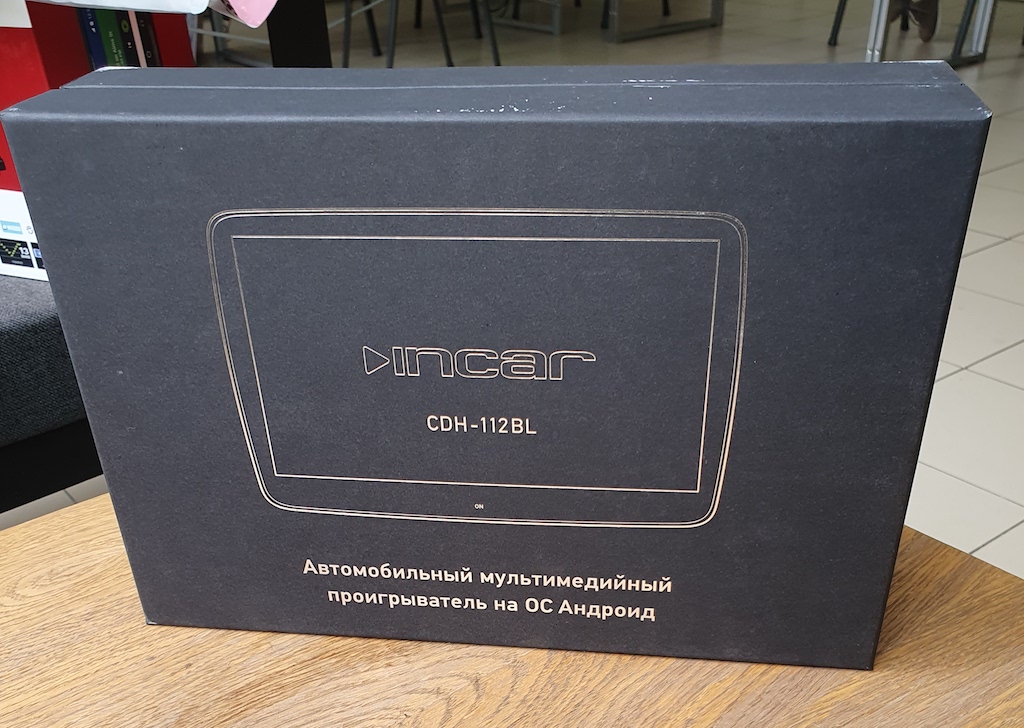 incar
CDH-112BL
ON
Автомобильный мультимедийный
проигрыватель на ОС Андроид